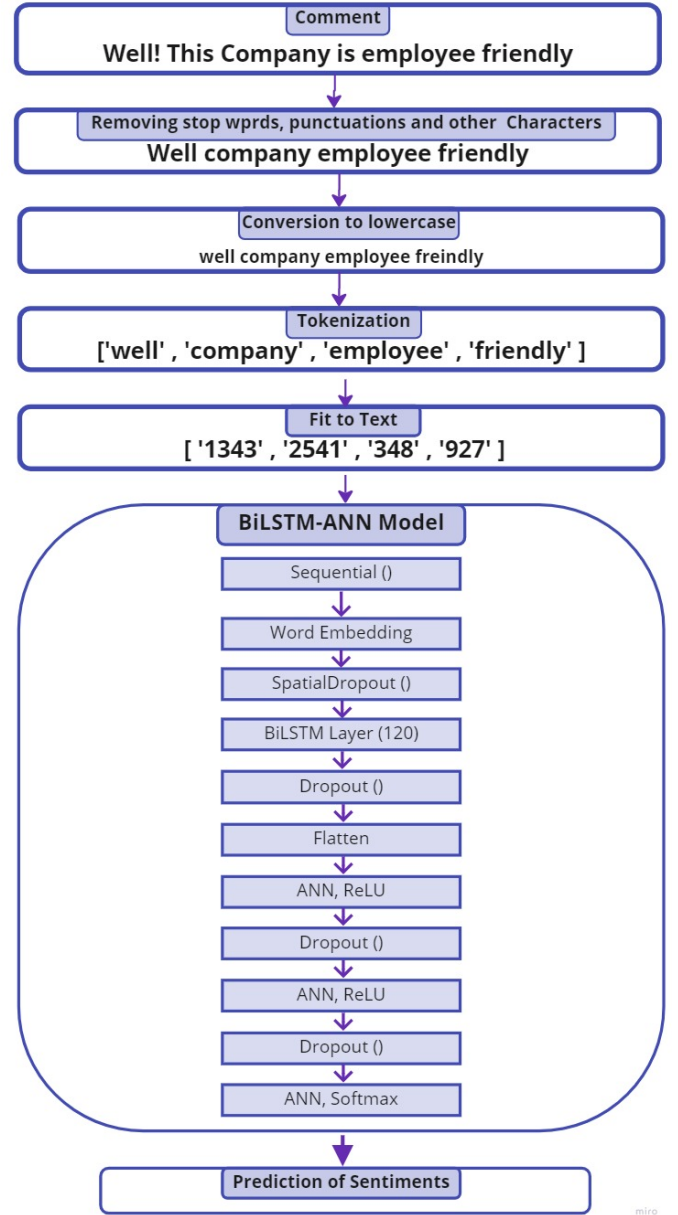 Comment
Well! This Company is employee friendly
Removing stop wprds, punctuations and other Characters
Well company employee friendly
Conversion to lowercase
well company employee freindly
Tokenization
['well' , 'company' , 'employee' , 'friendly' ]
Fit to Text
[ '1343' , '2541' , '348' , '927' ]
BiLSTM-ANN Model
Sequential ()
Word Embedding
SpatialDropout ()
BiLSTM Layer (120)
Dropout ()
Flatten
ANN, ReLU
Dropout ()
ANN, ReLU
Dropout ()
ANN, Softmax
Prediction of Sentiments
miro